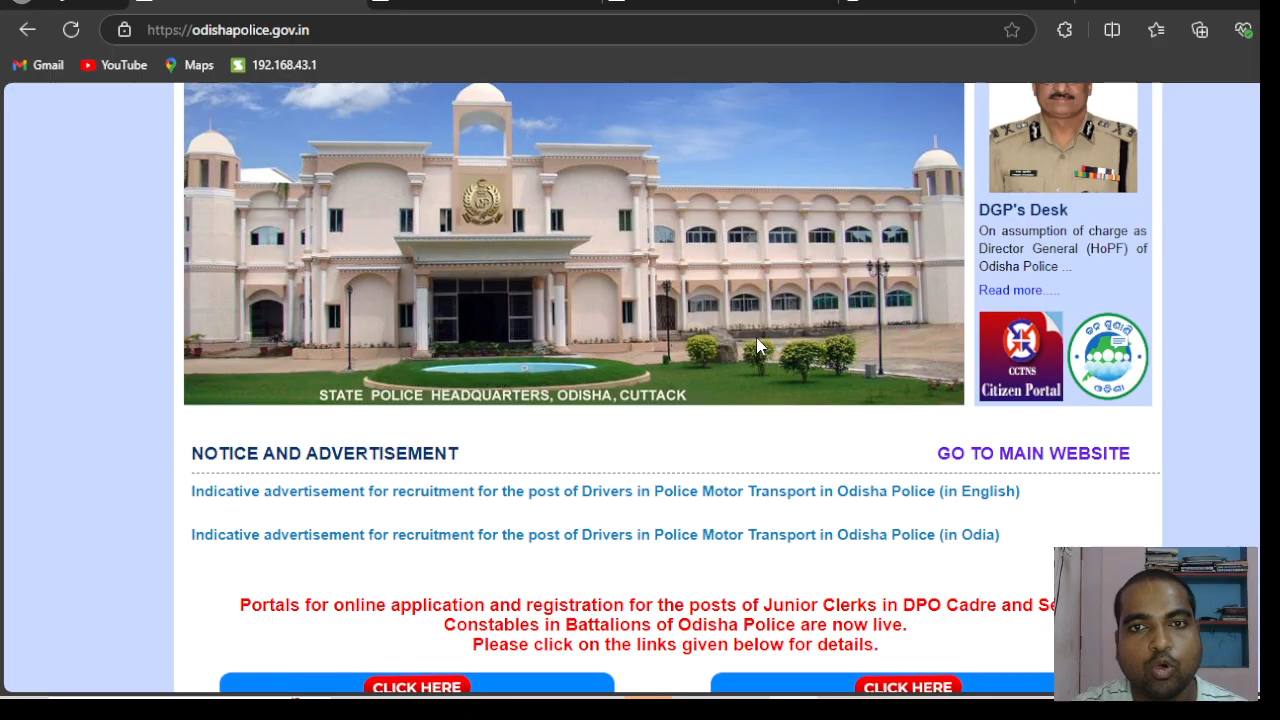 https://odishapolice.gov.in
Gmail
YouTube
Maps
192.168.43.1
STATE POLICE HEADQUARTERS, ODISHA, CUTTACK
DGP's Desk
On assumption of charge as
Director General (HoPF) of
Odisha Police ...
Read more.....
CCTNS
Citizen Portal
ଜନ ଶୁଣାଣି
ଓଡ଼ିଶା
NOTICE AND ADVERTISEMENT
GO TO MAIN WEBSITE
Indicative advertisement for recruitment for the post of Drivers in Police Motor Transport in Odisha Police (in English)
Indicative advertisement for recruitment for the post of Drivers in Police Motor Transport in Odisha Police (in Odia)
Portals for online application and registration for the posts of Junior Clerks in DPO Cadre and Se
Constables in Battalions of Odisha Police are now live.
Please click on the links given below for details.
CLICK HERE
CLICK HERE